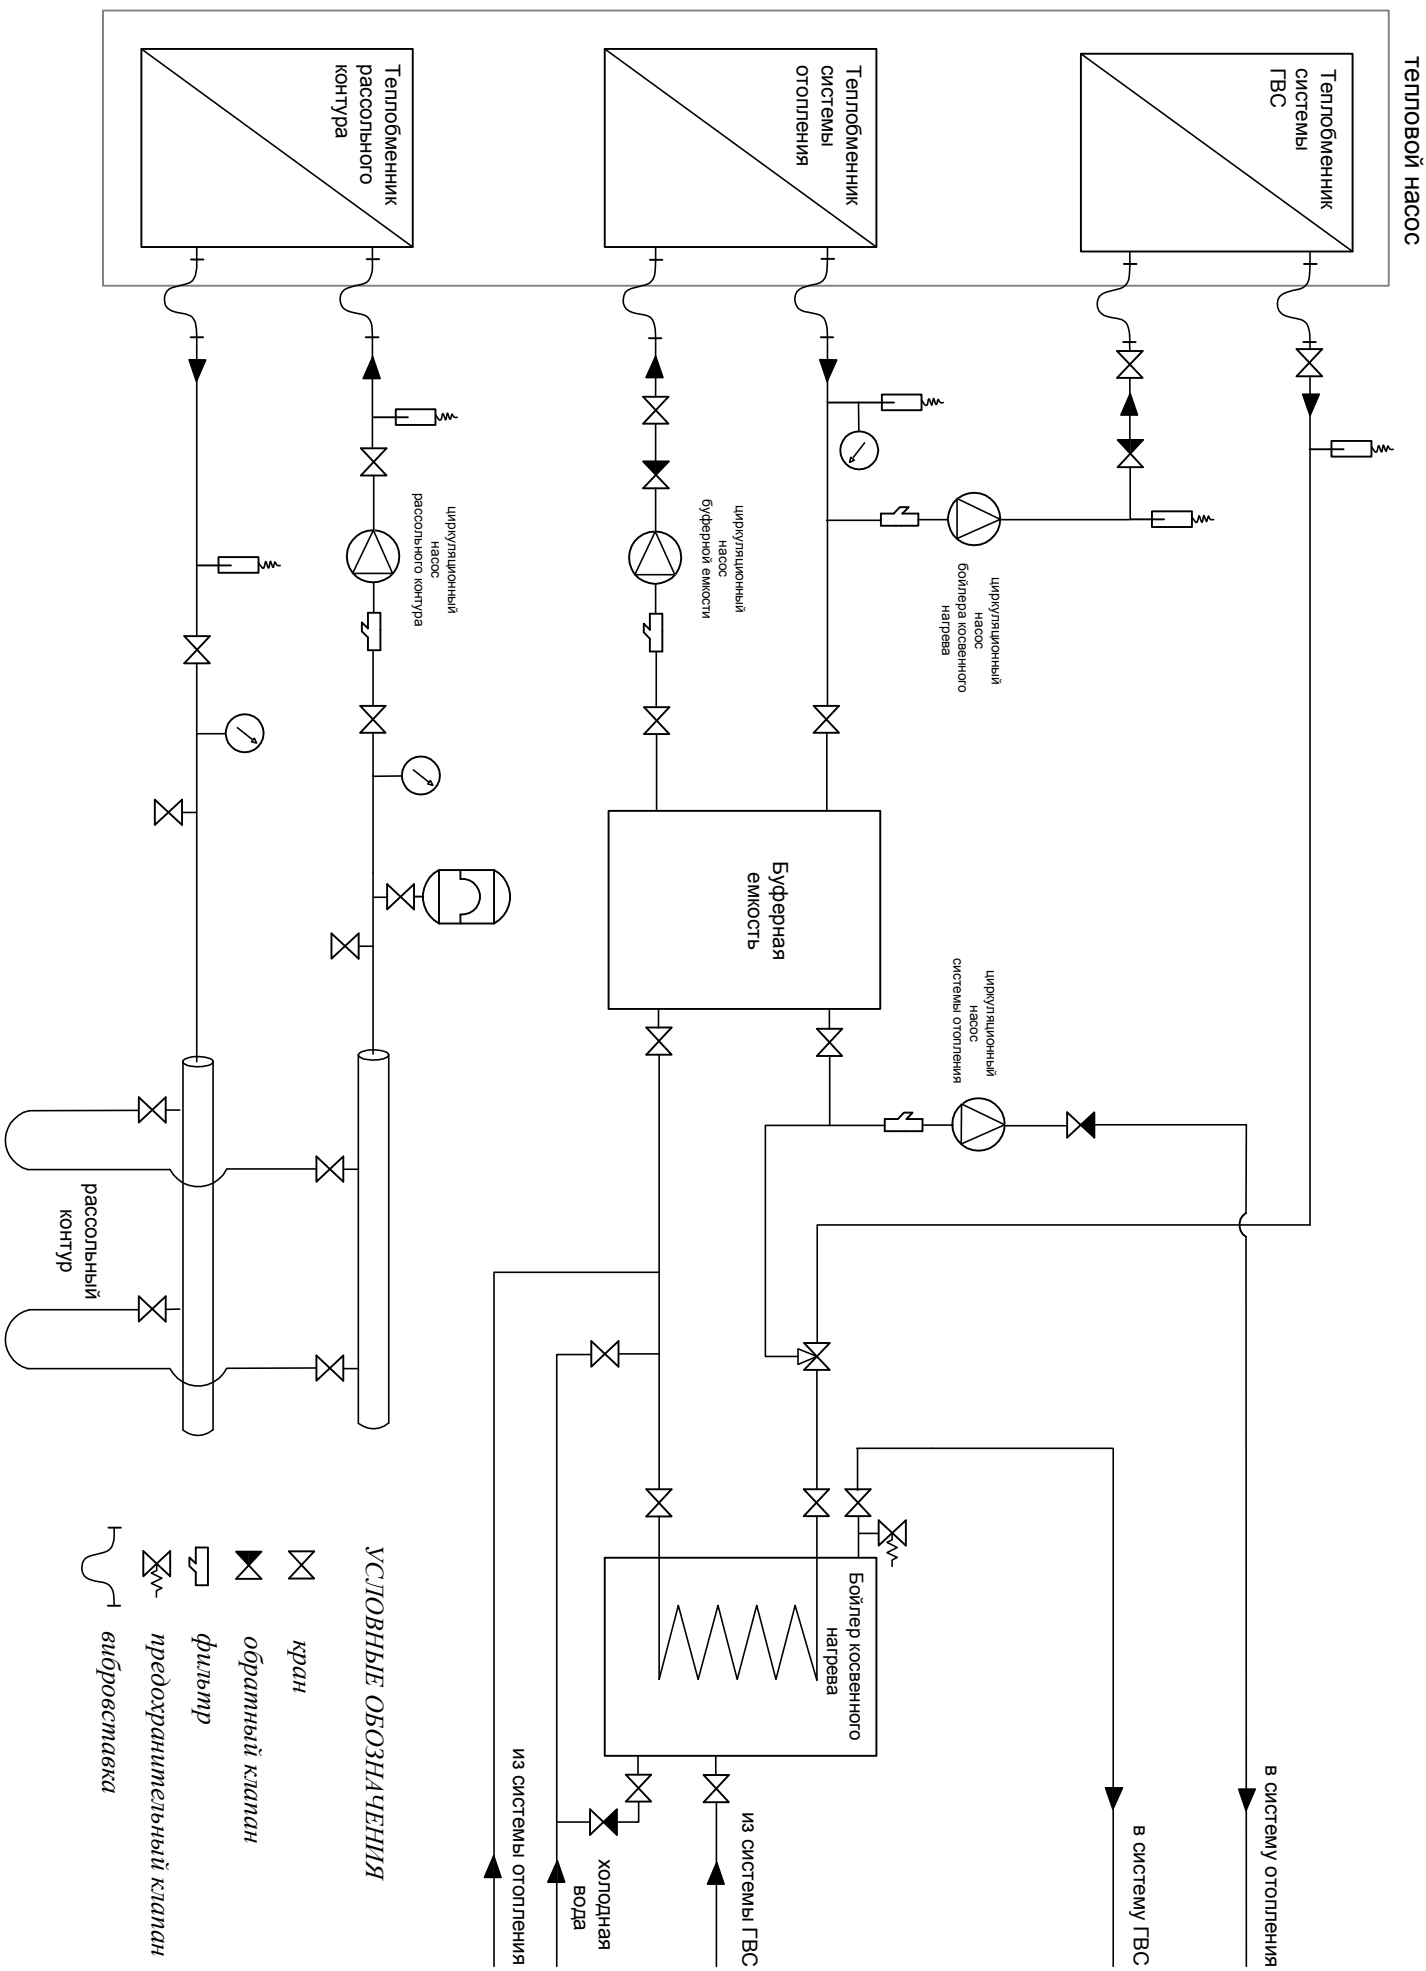 тепловой насос
Теплобменник
рассольного
контура
Теплобменник
системы
отопления
Теплобменник
системы
ГВС
циркуляционный
насос
рассольного контура
циркуляционный
насос
буферной емкости
циркуляционный
насос
бойлера косвенного
нагрева
Буферная
емкость
циркуляционный
насос
системы отопления
рассольный
контур
Бойлер косвенного
нагрева
УСЛОВНЫЕ ОБОЗНАЧЕНИЯ
кран
обратный клапан
фильтр
предохранительный клапан
вибровставка
из системы отопления
холодная
вода
из системы ГВС
в систему ГВС
в систему отопления